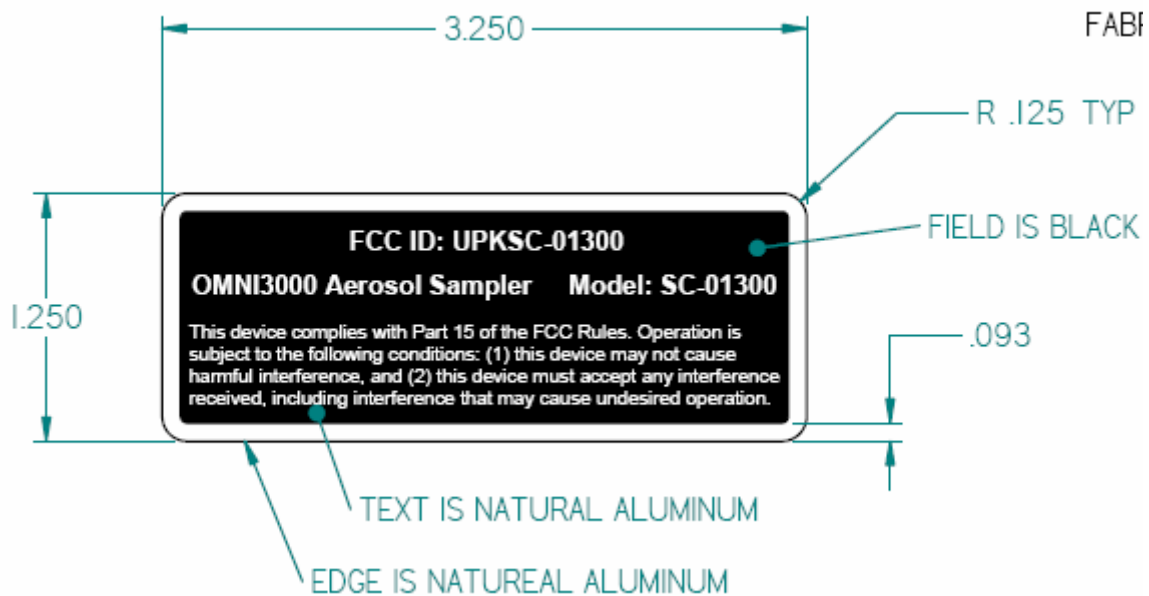 3.250
FABR
R .125 TYP
FIELD IS BLACK
FCC ID: UPKSC-01300
OMNI3000 Aerosol Sampler Model: SC-01300
1.250
This device complies with Part 15 of the FCC Rules. Operation is
subject to the following conditions: (1) this device may not cause
harmful interference, and (2) this device must accept any interference
received, including interference that may cause undesired operation.
.093
TEXT IS NATURAL ALUMINUM
EDGE IS NATUREAL ALUMINUM